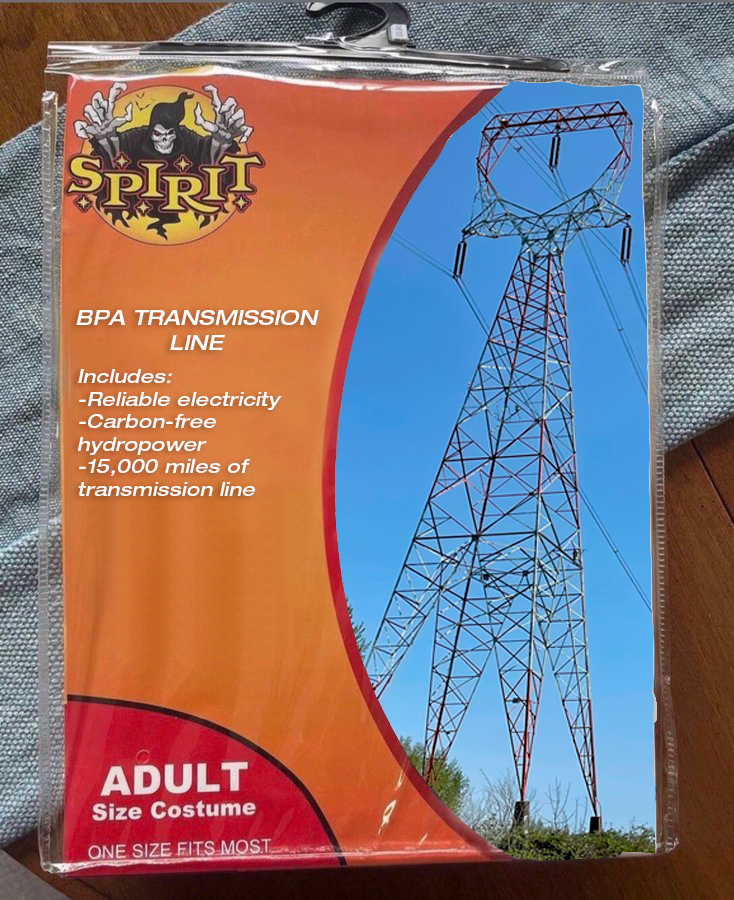 SPIRIT
BPA TRANSMISSION
LINE
Includes:
-Reliable electricity
-Carbon-free
hydropower
-15,000 miles of
transmission line
ADULT
Size Costume
ONE SIZE FITS MOST